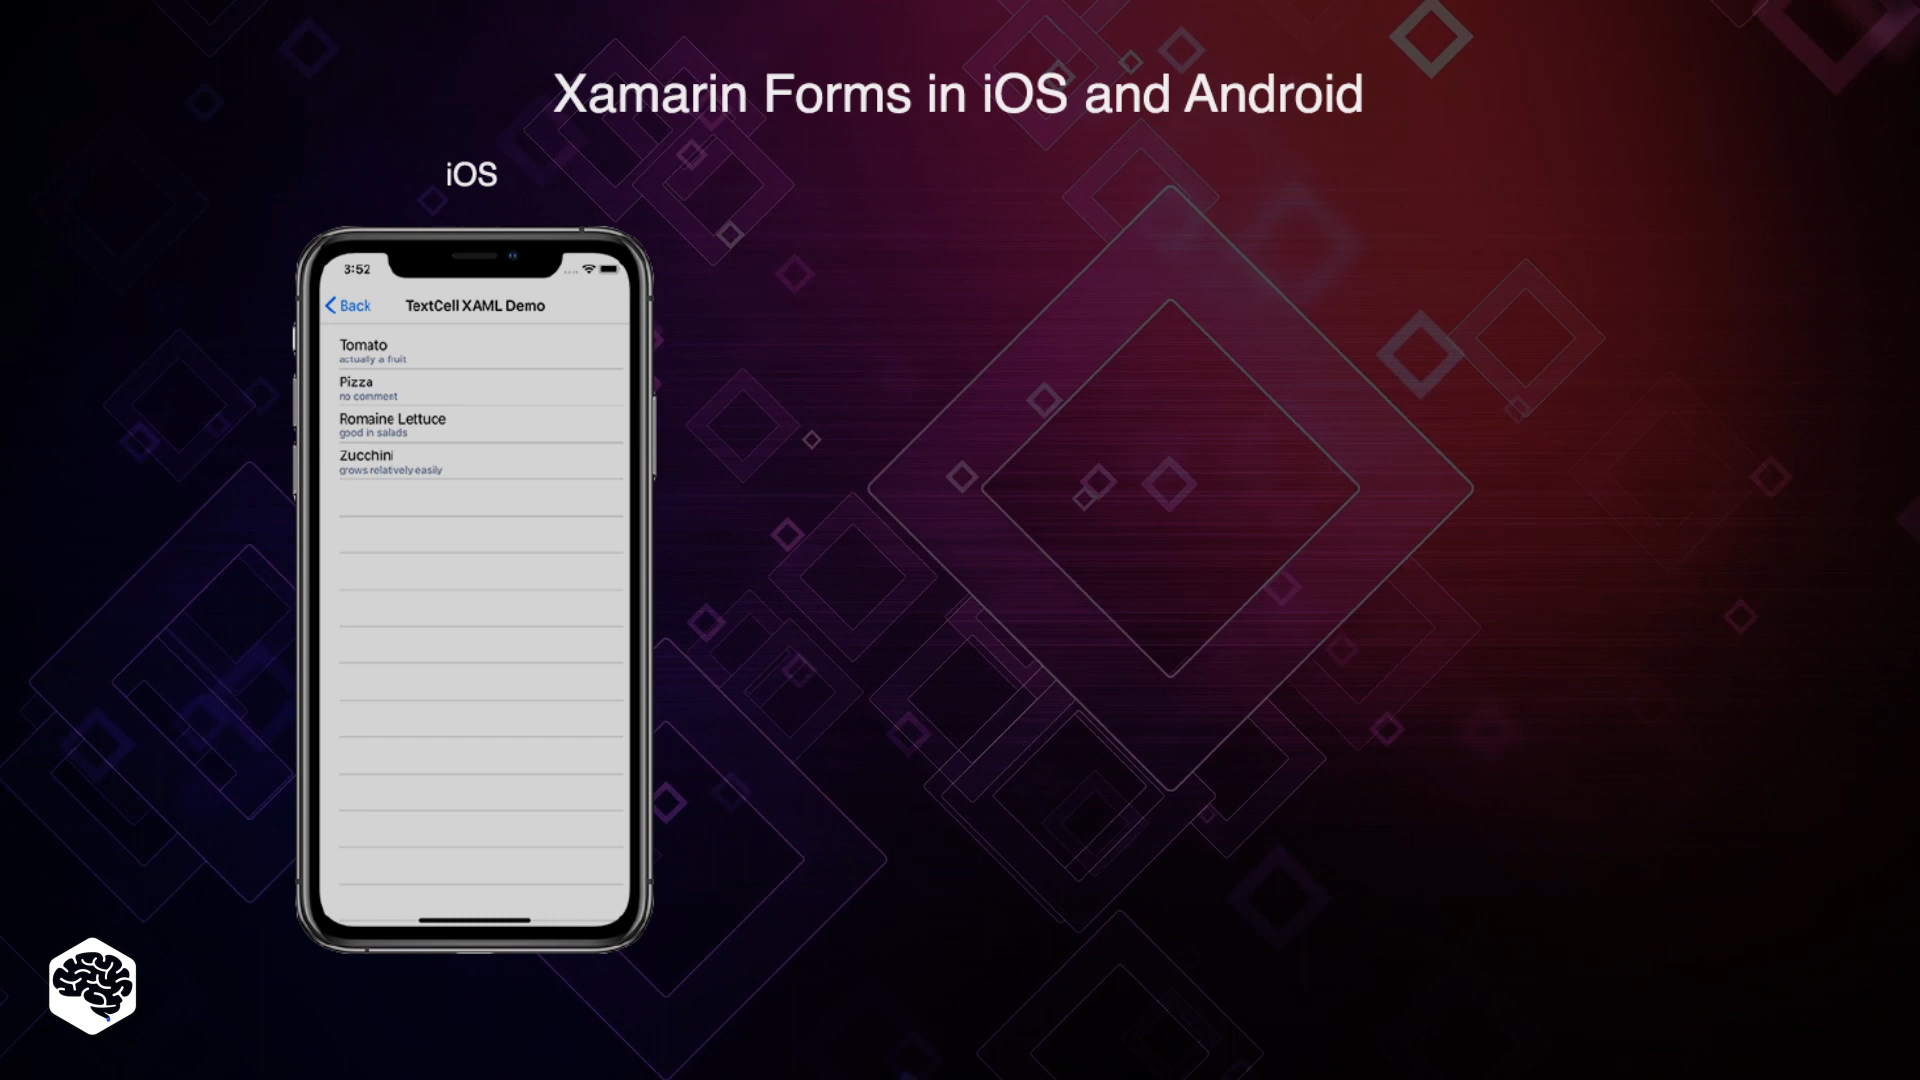 Xamarin Forms in iOS and Android
iOS
3:52
Back
TextCell XAML Demo
Tomato
actually a fruit
Pizza
no comment
Romaine Lettuce
good in salads
Zucchini
grows relatively easily